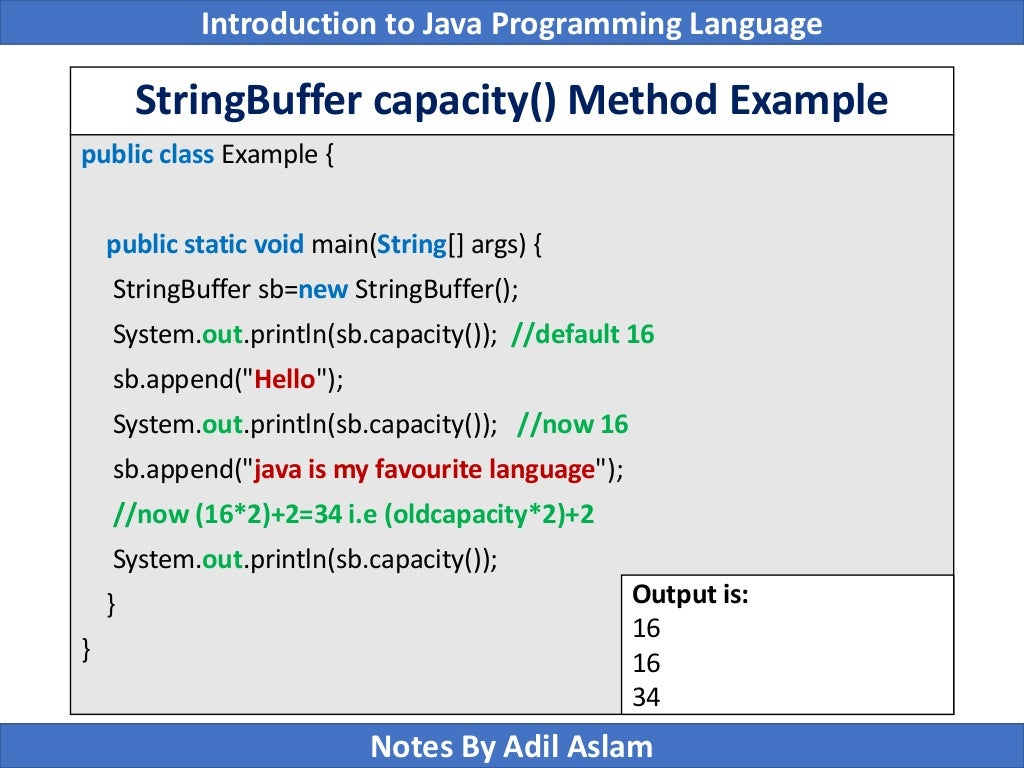 Introduction to Java Programming Language
StringBuffer capacity() Method Example
public class Example {
public static void main(String[] args) {
StringBuffer sb=new StringBuffer();
System.out.println(sb.capacity()); //default 16
sb.append("Hello");
System.out.println(sb.capacity()); //now 16
sb.append("java is my favourite language");
//now (16*2)+2=34 i.e (oldcapacity*2)+2
System.out.println(sb.capacity());
}
}
Output is:
16
16
34
Notes By Adil Aslam